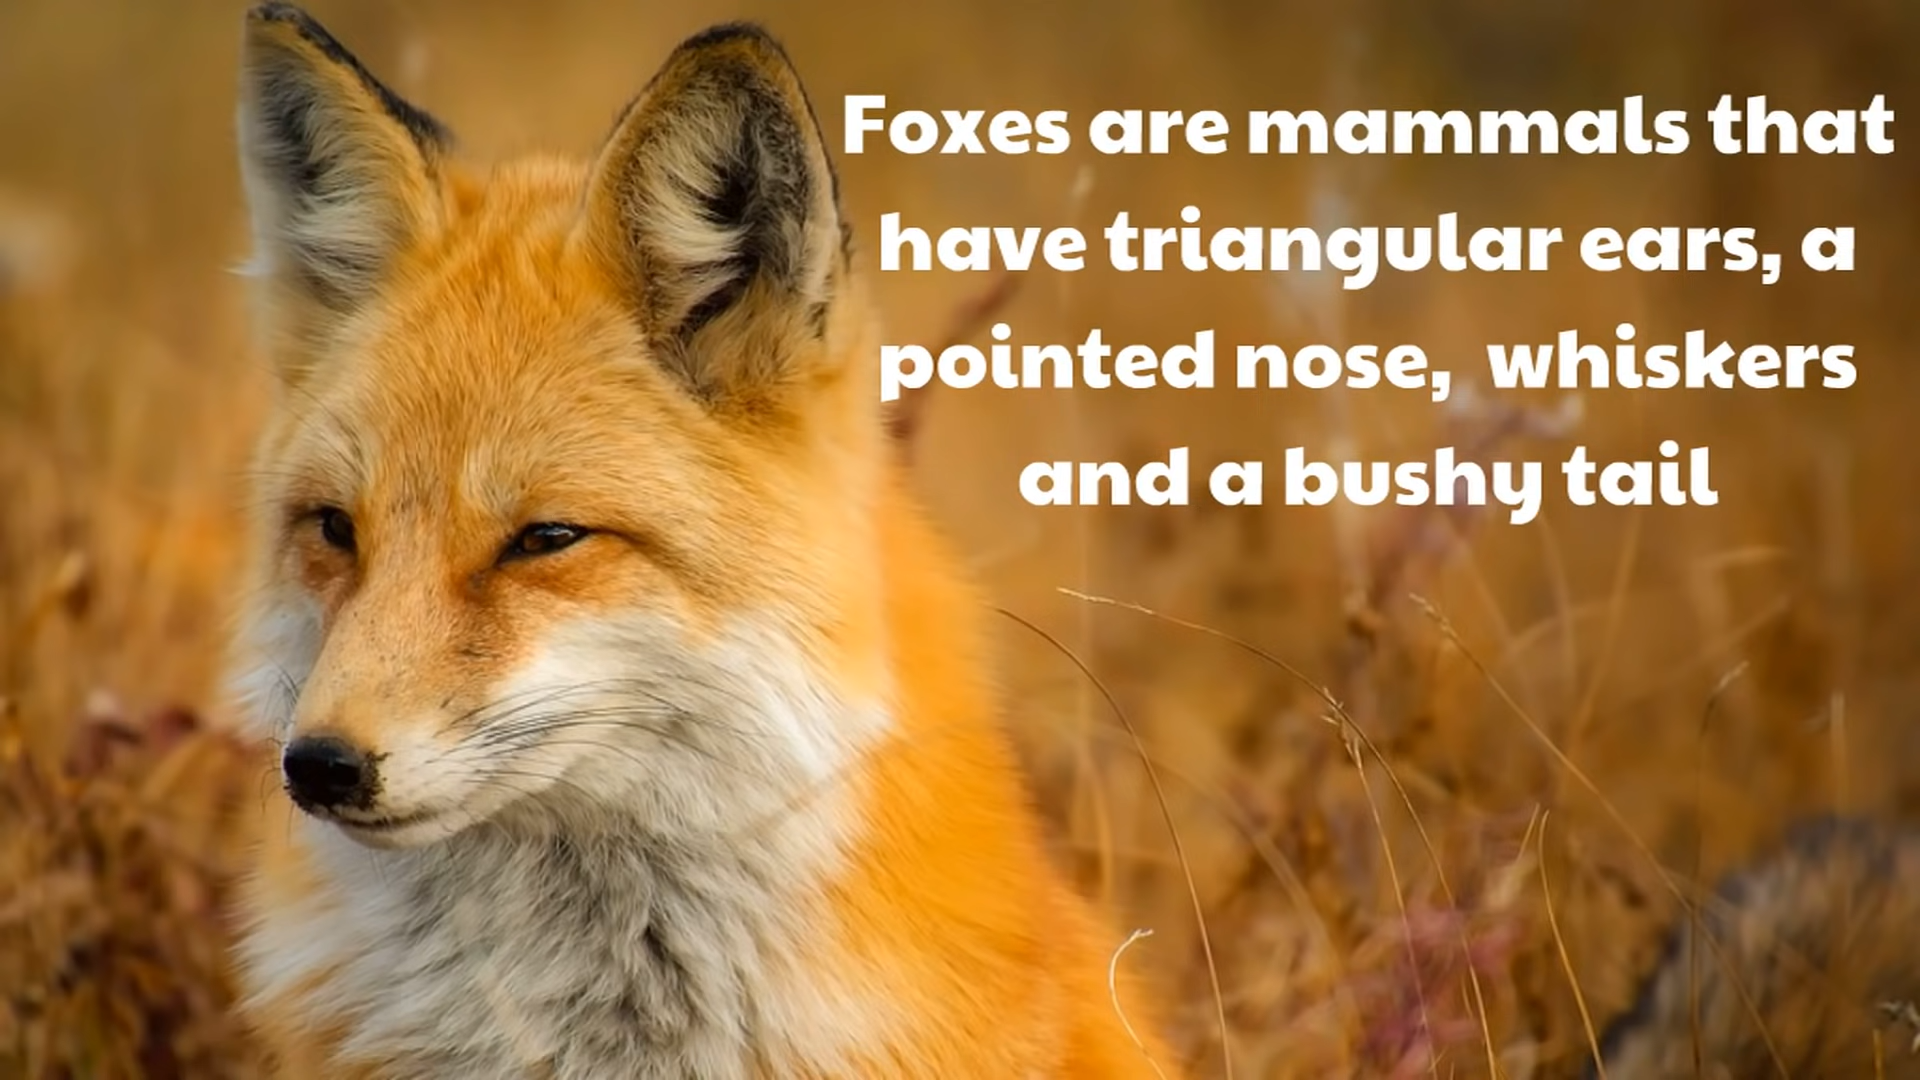 Foxes are mammals that
have triangular ears, a
pointed nose,  whiskers
and a bushy tail